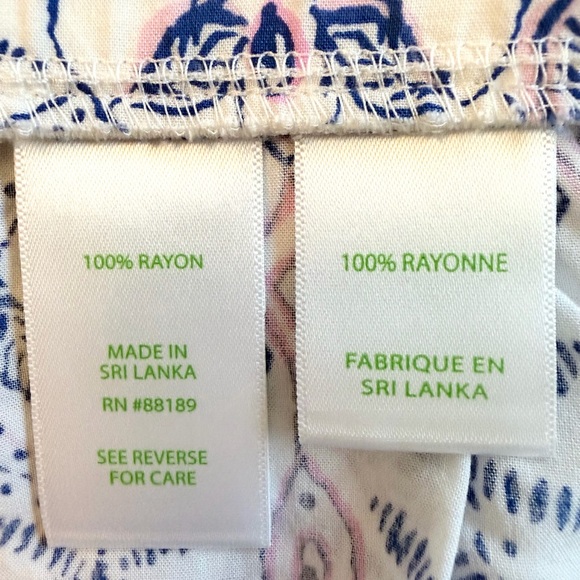 100% RAYON
MADE IN
SRI LANKA
RN #88189
SEE REVERSE
FOR CARE
100% RAYONNE
FABRIQUE EN
SRI LANKA